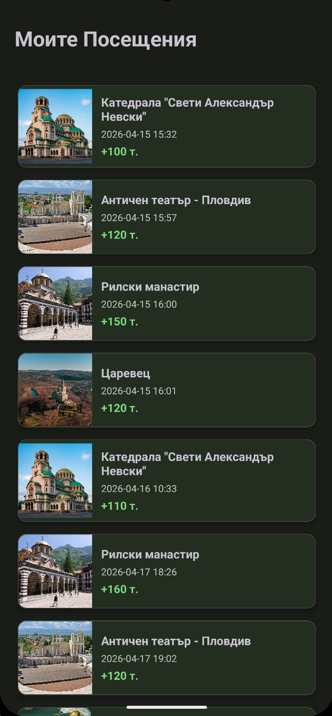 Моите Посещения
Катедрала "Свети Александър
Невски"
2026-04-15 15:32
+100 т.
Античен театър - Пловдив
2026-04-15 15:57
+120 т.
Рилски манастир
2026-04-15 16:00
+150 т.
Царевец
2026-04-15 16:01
+120 т.
Катедрала "Свети Александър
Невски"
2026-04-16 10:33
+110 т.
Рилски манастир
2026-04-17 18:26
+160 т.
Античен театър - Пловдив
2026-04-17 19:02
+120 т.